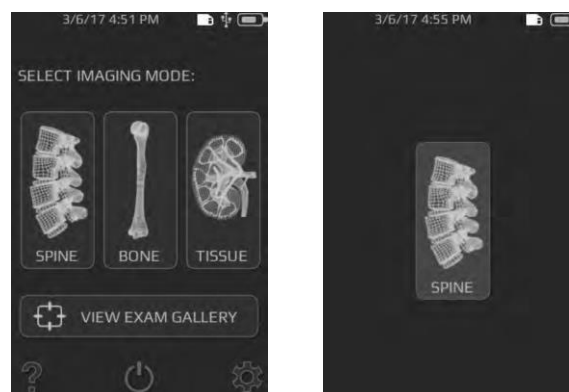 3/6/17 4:51 PM
SELECT IMAGING MODE:
SPINE BONE TISSUE
VIEW EXAM GALLERY
?
3/6/17 4:55 PM
SPINE